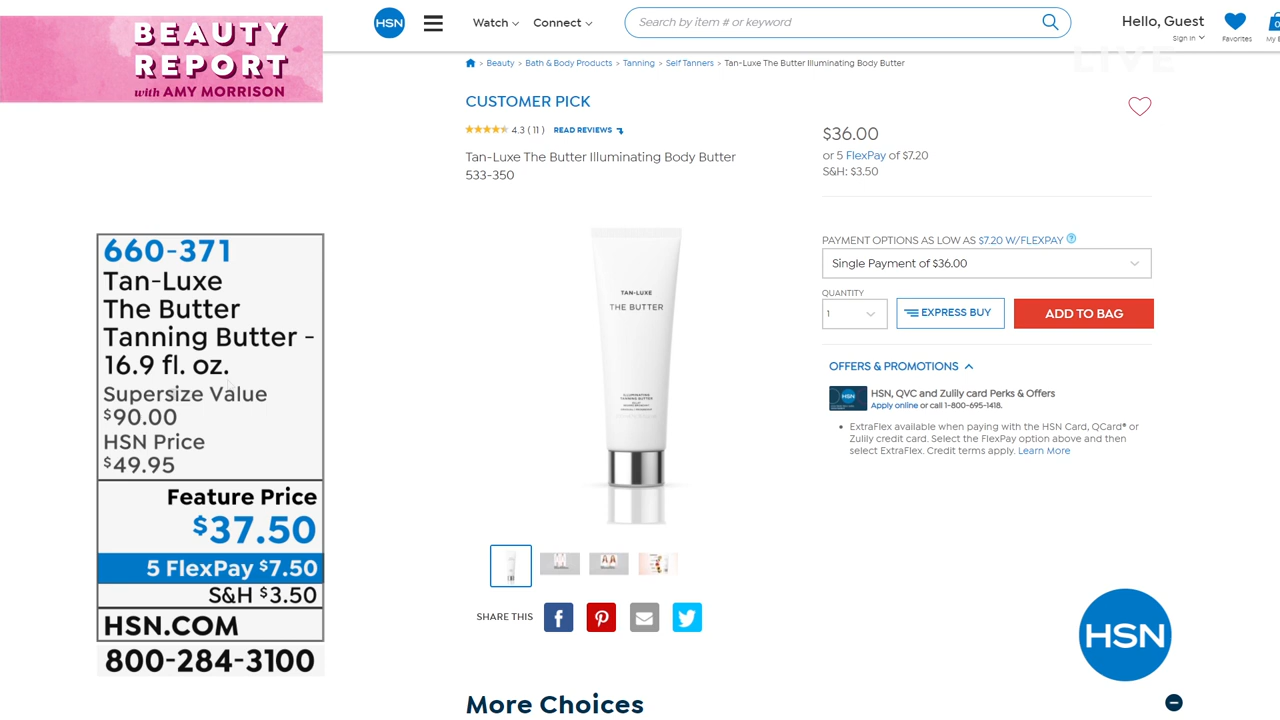 BEAUTY
REPORT
with AMY MORRISON
660-371
Tan-Luxe
The Butter
Tanning Butter -
16.9 fl. oz.
Supersize Value
$90.00
HSN Price
$49.95
Feature Price
$37.50
5 FlexPay $7.50
S&H $3.50
HSN.COM
800-284-3100
HSN
Watch
Connect
Search by item # or keyword
Hello, Guest
Sign In
Favorites
0
LIVE
> Beauty > Bath & Body Products > Tanning > Self Tanners > Tan-Luxe The Butter Illuminating Body Butter
CUSTOMER PICK
4.3 ( 11 ) READ REVIEWS
Tan-Luxe The Butter Illuminating Body Butter
533-350
TAN-LUXE
THE BUTTER
ILLUMINATING
TANNING BUTTER
SHARE THIS
$36.00
or 5 FlexPay of $7.20
S&H: $3.50
PAYMENT OPTIONS AS LOW AS $7.20 W/FLEXPAY ?
Single Payment of $36.00
QUANTITY
1
EXPRESS BUY
ADD TO BAG
OFFERS & PROMOTIONS
HSN
HSN, QVC and Zulily card Perks & Offers
Apply online or call 1-800-695-1418.
• ExtraFlex available when paying with the HSN Card, QCard® or
Zulily credit card. Select the FlexPay option above and then
select ExtraFlex. Credit terms apply. Learn More
HSN
More Choices